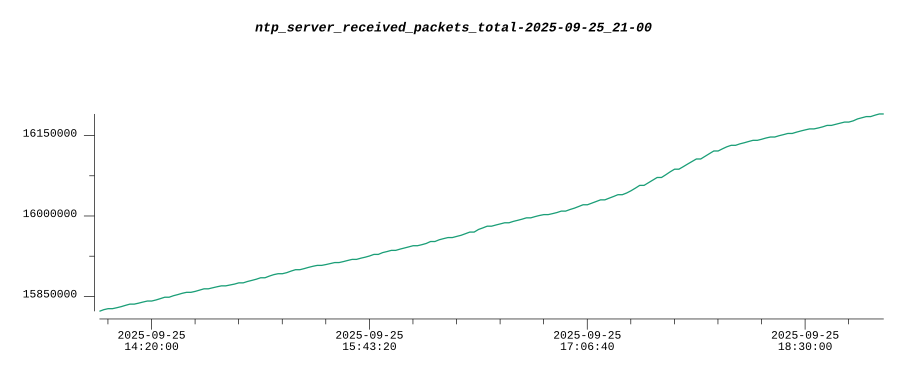 ntp_server_received_packets_total-2025-09-25_21-00
16150000
16000000
15850000
2025-09-25 2025-09-25 2025-09-25 2025-09-25
14:20:00 15:43:20 17:06:40 18:30:00